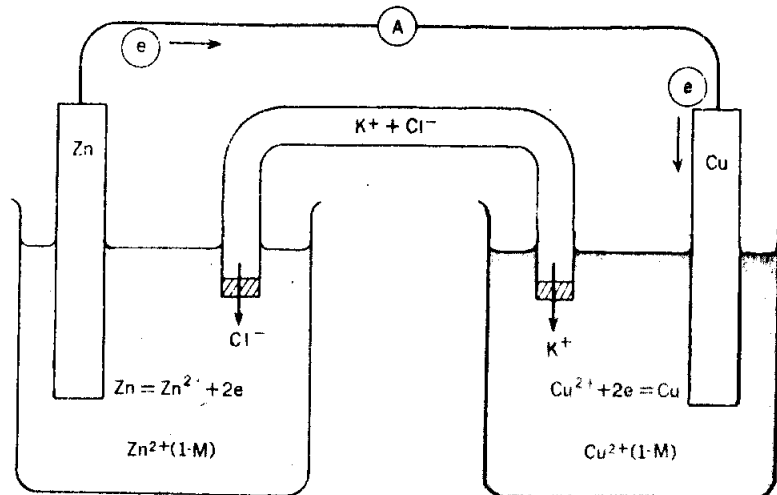 e
A
e
K⁺ + Cl⁻
Zn
Cu
Cl⁻
K⁺
Zn = Zn²⁺ + 2e
Cu²⁺ + 2e = Cu
Zn²⁺(1-M)
Cu²⁺(1-M)